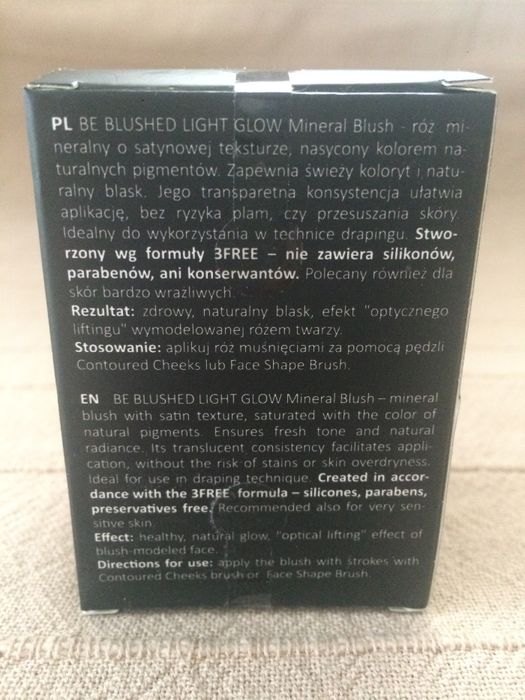 PL BE BLUSHED LIGHT GLOW Mineral Blush - róż mi-
neralny o satynowej teksturze, nasycony kolorem na-
turalnych pigmentów. Zapewnia świeży koloryt i natu-
ralny blask. Jego transparetna konsystencja ułatwia
aplikację, bez ryzyka plam, czy przesuszania skóry.
Idealny do wykorzystania w technice drapingu. Stwo-
rzony wg formuły 3FREE – nie zawiera silikonów,
parabenów, ani konserwantów. Polecany również dla
skór bardzo wrażliwych.
Rezultat: zdrowy, naturalny blask, efekt "optycznego
liftingu" wymodelowanej różem twarzy.
Stosowanie: aplikuj róż muśnięciami za pomocą pędzli
Contoured Cheeks lub Face Shape Brush.
EN BE BLUSHED LIGHT GLOW Mineral Blush – mineral
blush with satin texture, saturated with the color of
natural pigments. Ensures fresh tone and natural
radiance. Its translucent consistency facilitates appli-
cation, without the risk of stains or skin overdryness.
Ideal for use in draping technique. Created in accor-
dance with the 3FREE formula – silicones, parabens,
preservatives free. Recommended also for very sen-
sitive skin.
Effect: healthy, natural glow, "optical lifting" effect of
blush-modeled face.
Directions for use: apply the blush with strokes with
Contoured Cheeks brush or Face Shape Brush.